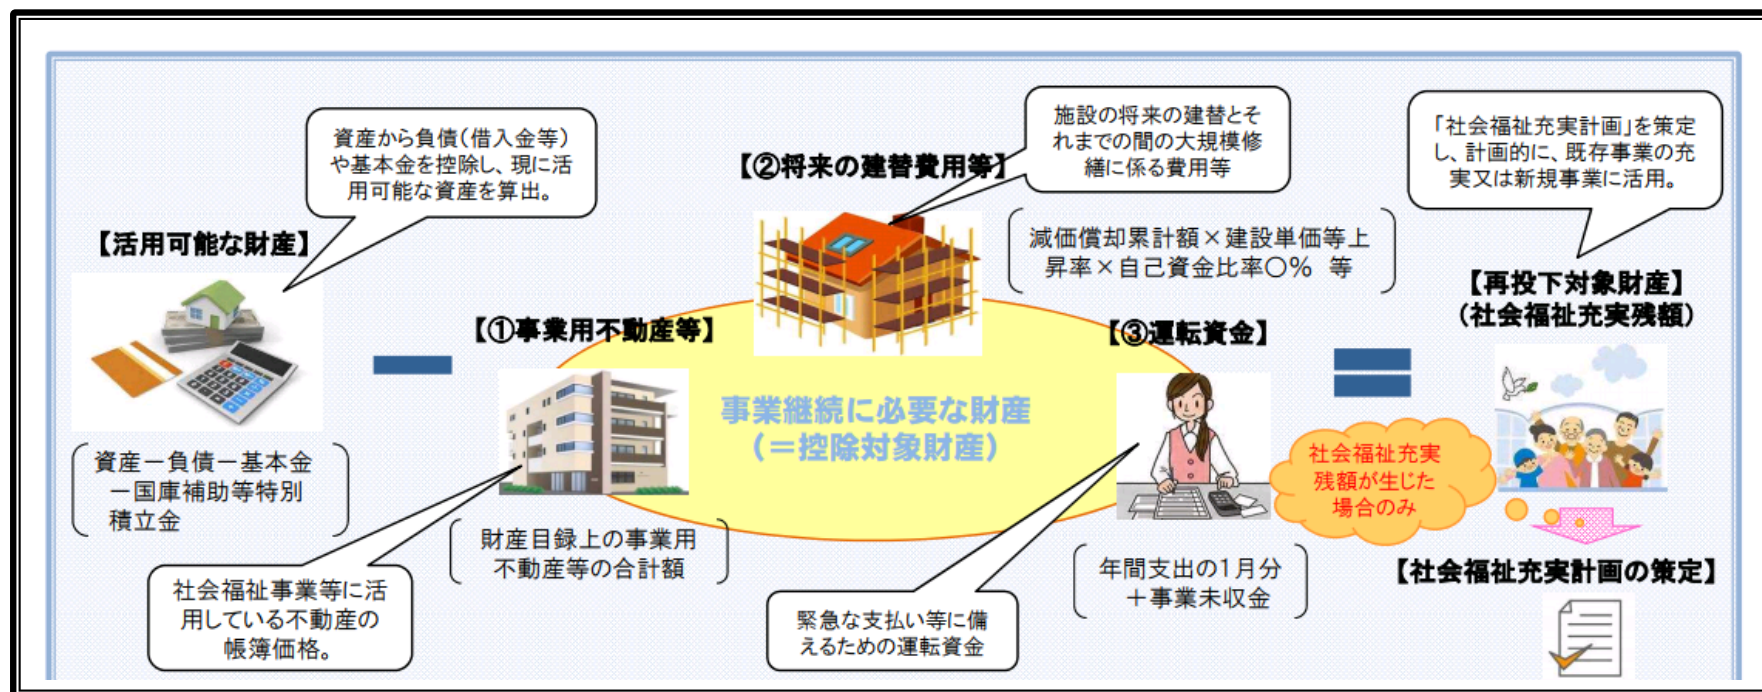 資産から負債(借入金等)
や基本金を控除し、現に活
用可能な資産を算出。
【活用可能な財産】
資産－負債－基本金
－国庫補助等特別
積立金
【①事業用不動産等】
社会福祉事業等に活
用している不動産の
帳簿価格。
財産目録上の事業用
不動産等の合計額
【②将来の建替費用等】
施設の将来の建替とそ
れまでの間の大規模修
繕に係る費用等
減価償却累計額×建設単価等上
昇率×自己資金比率〇% 等
事業継続に必要な財産
(=控除対象財産)
【③運転資金】
緊急な支払い等に備
えるための運転資金
年間支出の1月分
＋事業未収金
「社会福祉充実計画」を策定
し、計画的に、既存事業の充
実又は新規事業に活用。
【再投下対象財産】
(社会福祉充実残額)
社会福祉充実
残額が生じた
場合のみ
【社会福祉充実計画の策定】